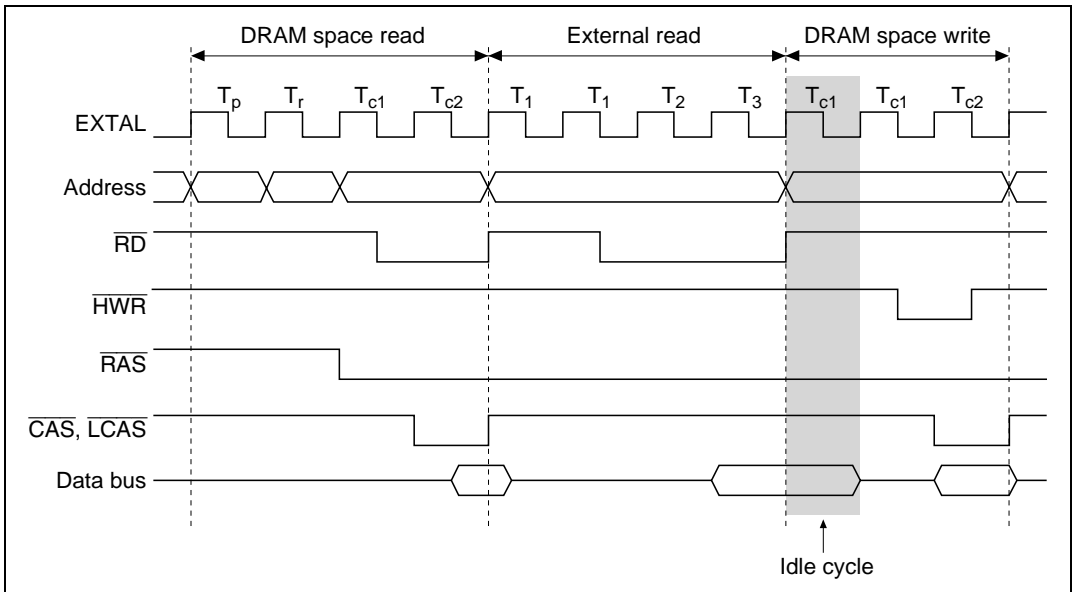 DRAM space read External read DRAM space write
Tp Tr Tc1 Tc2 T1 T1 T2 T3 Tc1 Tc1 Tc2
EXTAL
Address
RD
HWR
RAS
CAS, LCAS
Data bus
Idle cycle